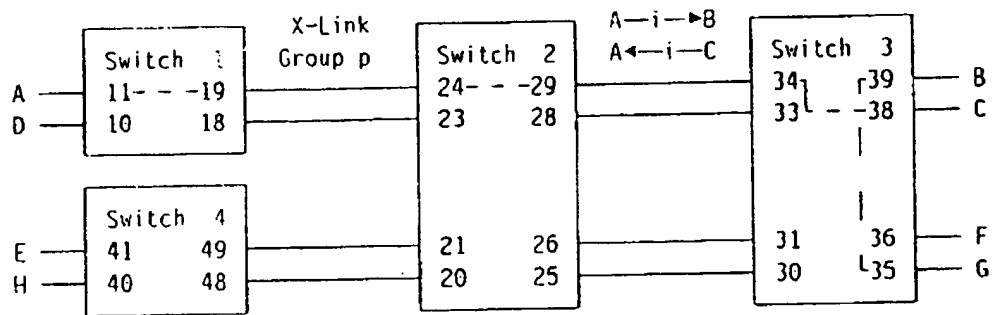 X-Link
Group p
A—i—►B
A◄—i—C
Switch 1
11- - -19
10 18
A
D
Switch 2
24- - -29
23 28
21 26
20 25
Switch 3
34 39
33 - -38
31 36
30 35
B
C
F
G
Switch 4
41 49
40 48
E
H